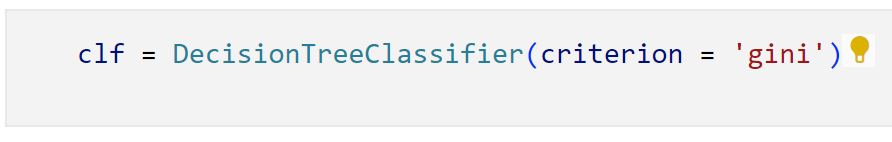 clf = DecisionTreeClassifier(criterion = 'gini')